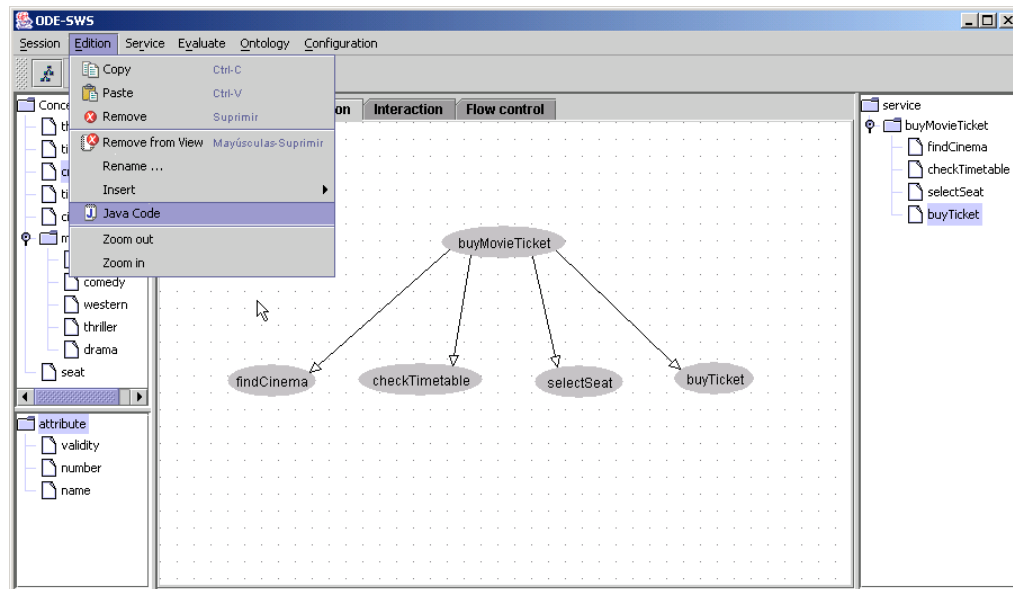 ODE-SWS
Session Edition Service Evaluate Ontology Configuration
Copy Ctrl-C
Paste Ctrl-V
Remove Suprimir
Remove from View Mayúsculas-Suprimir
Rename ...
Insert
Java Code
Zoom out
Zoom in
Interaction Flow control
comedy
western
thriller
drama
seat
attribute
validity
number
name
buyMovieTicket
findCinema checkTimetable selectSeat buyTicket
service
buyMovieTicket
findCinema
checkTimetable
selectSeat
buyTicket